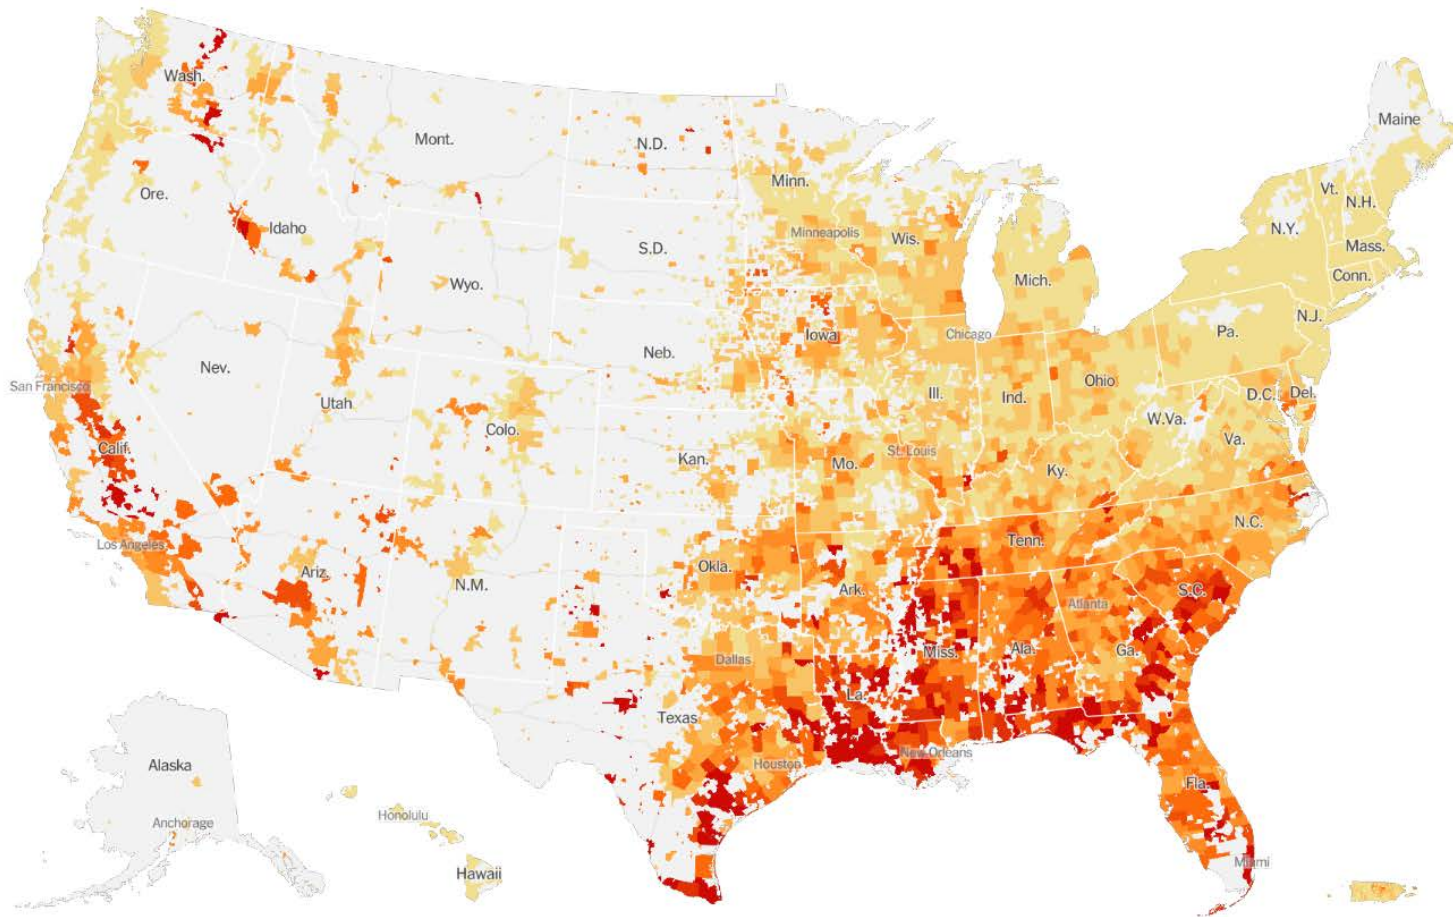 Wash.
Mont.
N.D.
Minn.
Maine
Ore.
Idaho
S.D.
Minneapolis
Wis.
Mich.
N.Y.
Vt.
N.H.
Mass.
Conn.
Wyo.
Nev.
Utah
Neb.
Iowa
Chicago
Pa.
N.J.
San Francisco
Calif.
Colo.
Kan.
Mo.
St. Louis
Ill.
Ind.
Ohio
W.Va.
D.C.
Del.
Va.
Ky.
Los Angeles
Ariz.
N.M.
Okla.
Ark.
Tenn.
N.C.
S.C.
Atlanta
Dallas
Texas
La.
Miss.
Ala.
Ga.
Houston
New Orleans
Fla.
Miami
Alaska
Anchorage
Honolulu
Hawaii